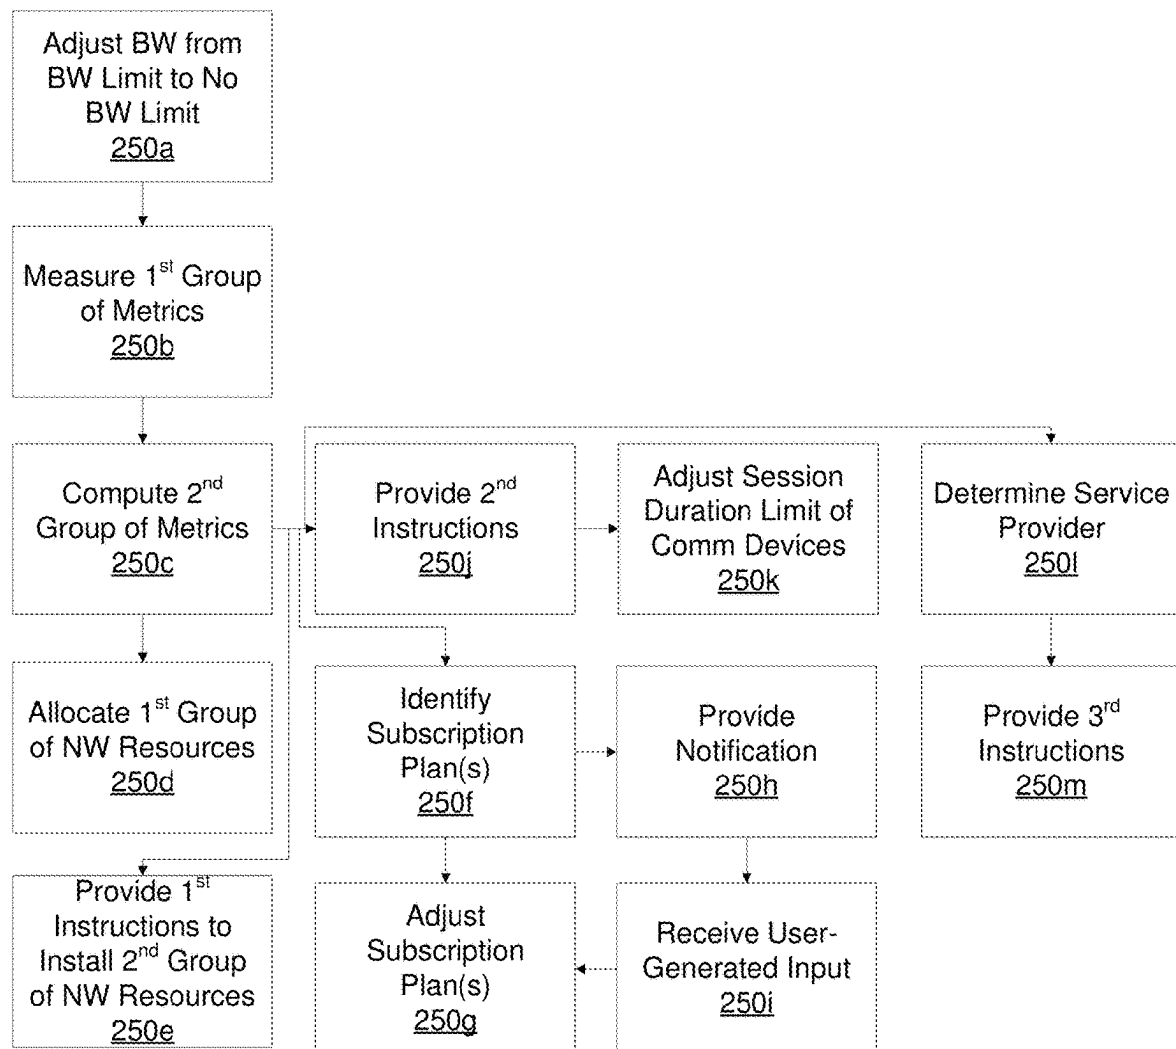 Adjust BW from
BW Limit to No
BW Limit
250a
Measure 1st Group
of Metrics
250b
Compute 2nd
Group of Metrics
250c
Provide 2nd
Instructions
250j
Adjust Session
Duration Limit of
Comm Devices
250k
Determine Service
Provider
250l
Allocate 1st Group
of NW Resources
250d
Identify
Subscription
Plan(s)
250f
Provide
Notification
250h
Provide 3rd
Instructions
250m
Provide 1st
Instructions to
Install 2nd Group
of NW Resources
250e
Adjust
Subscription
Plan(s)
250g
Receive User-
Generated Input
250i